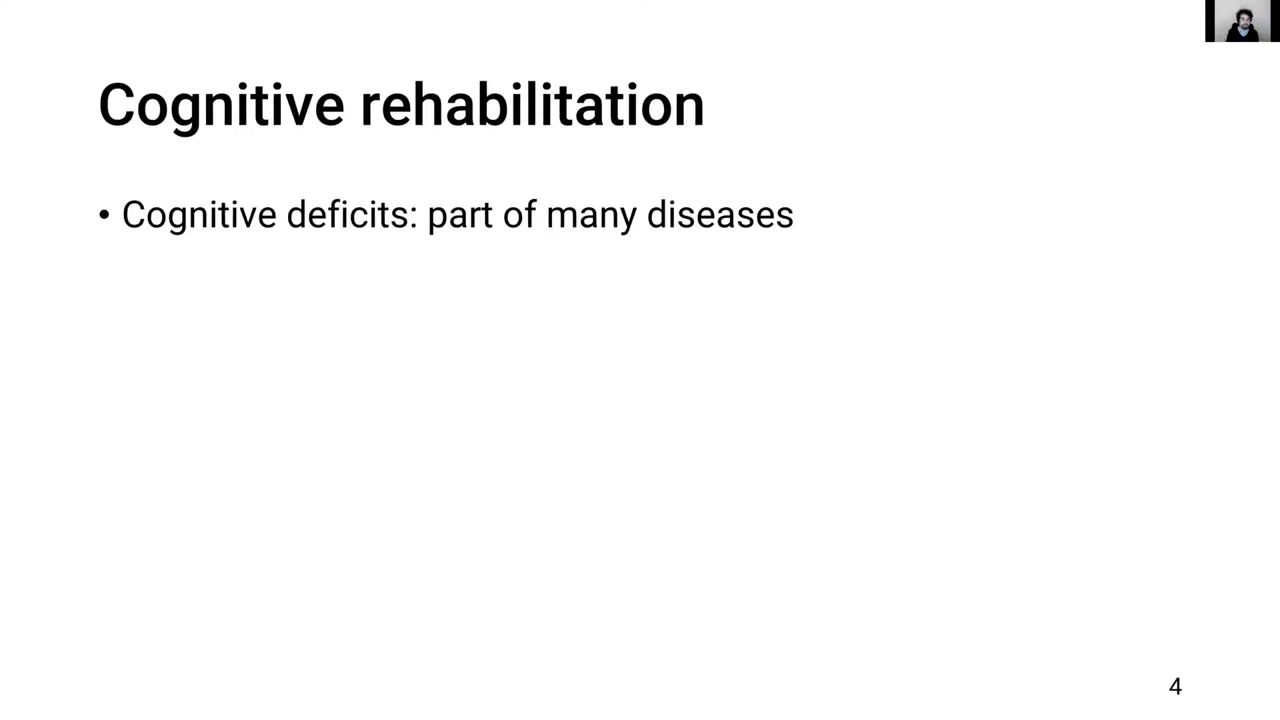 Cognitive rehabilitation
• Cognitive deficits: part of many diseases
4